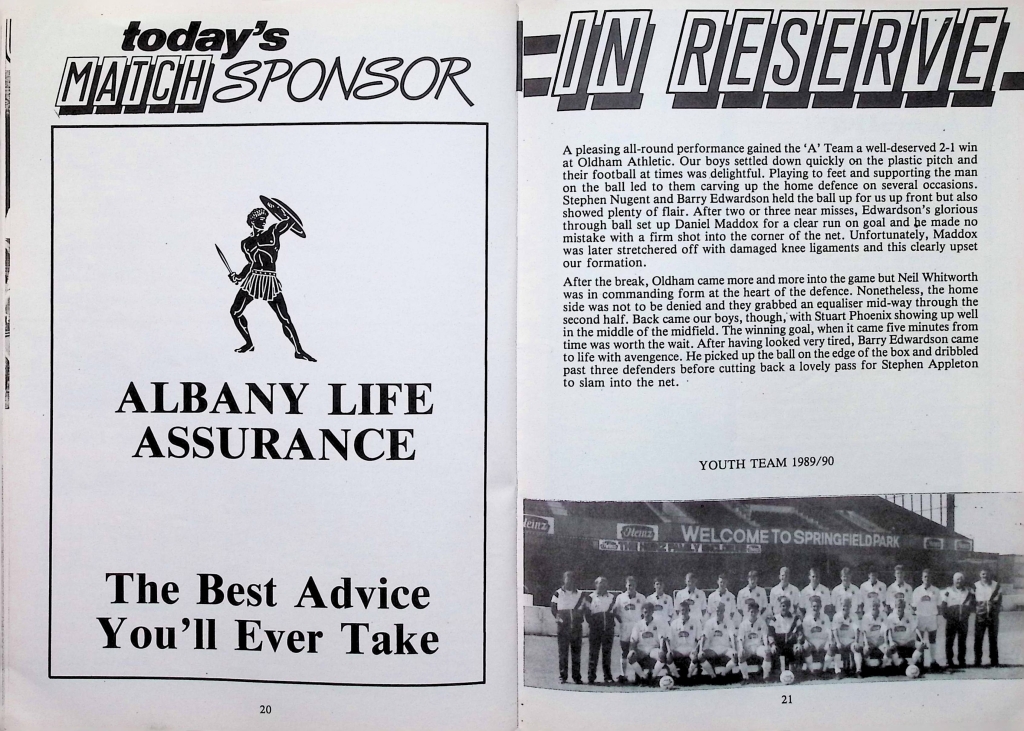 today's
MATCH SPONSOR
ALBANY LIFE
ASSURANCE
The Best Advice
You'll Ever Take
20
IN RESERVE
A pleasing all-round performance gained the 'A' Team a well-deserved 2-1 win
at Oldham Athletic. Our boys settled down quickly on the plastic pitch and
their football at times was delightful. Playing to feet and supporting the man
on the ball led to them carving up the home defence on several occasions.
Stephen Nugent and Barry Edwardson held the ball up for us up front but also
showed plenty of flair. After two or three near misses, Edwardson's glorious
through ball set up Daniel Maddox for a clear run on goal and he made no
mistake with a firm shot into the corner of the net. Unfortunately, Maddox
was later stretchered off with damaged knee ligaments and this clearly upset
our formation.
After the break, Oldham came more and more into the game but Neil Whitworth
was in commanding form at the heart of the defence. Nonetheless, the home
side was not to be denied and they grabbed an equaliser mid-way through the
second half. Back came our boys, though, with Stuart Phoenix showing up well
in the middle of the midfield. The winning goal, when it came five minutes from
time was worth the wait. After having looked very tired, Barry Edwardson came
to life with avengence. He picked up the ball on the edge of the box and dribbled
past three defenders before cutting back a lovely pass for Stephen Appleton
to slam into the net.
YOUTH TEAM 1989/90
Heinz
Heinz
WELCOME TO SPRINGFIELD PARK
21